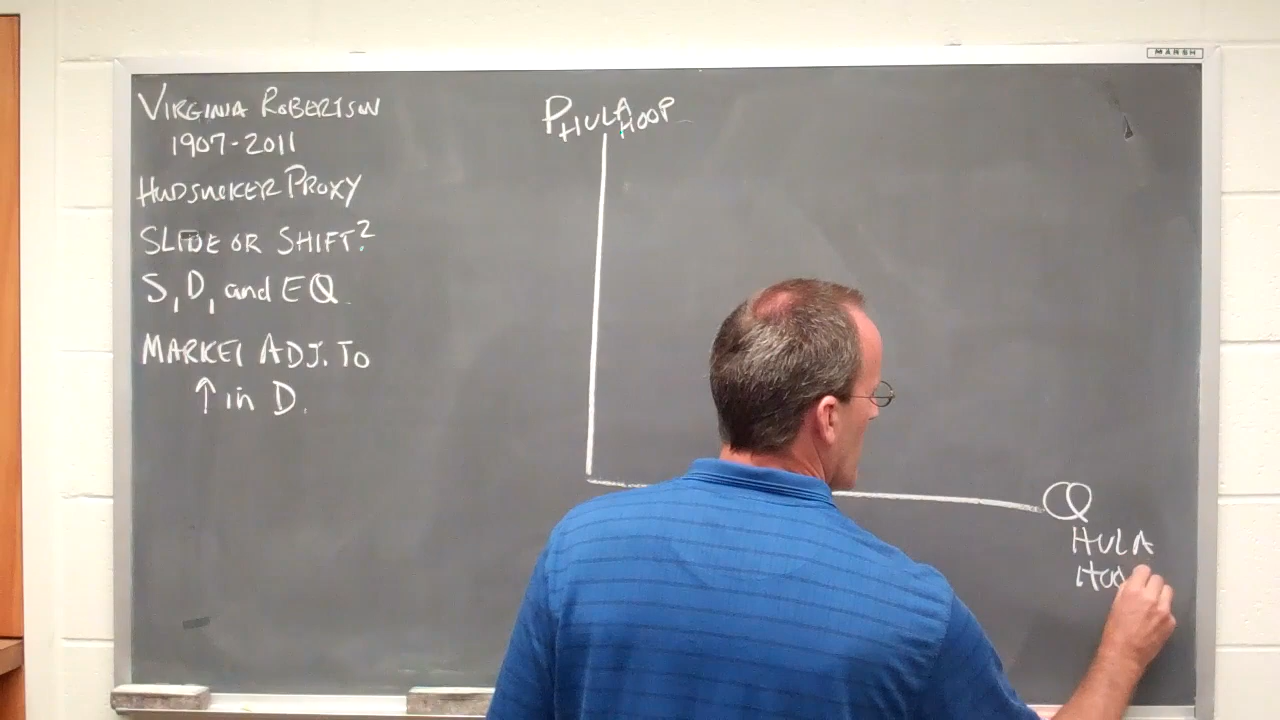 MARSH
VIRGINIA ROBERTSON
1907-2011
HUDSUCKER PROXY
SLIDE OR SHIFT?
S, D, and EQ.
MARKET ADJ. TO
↑ in D.
P HULA HOOP
Q
HULA
HOO